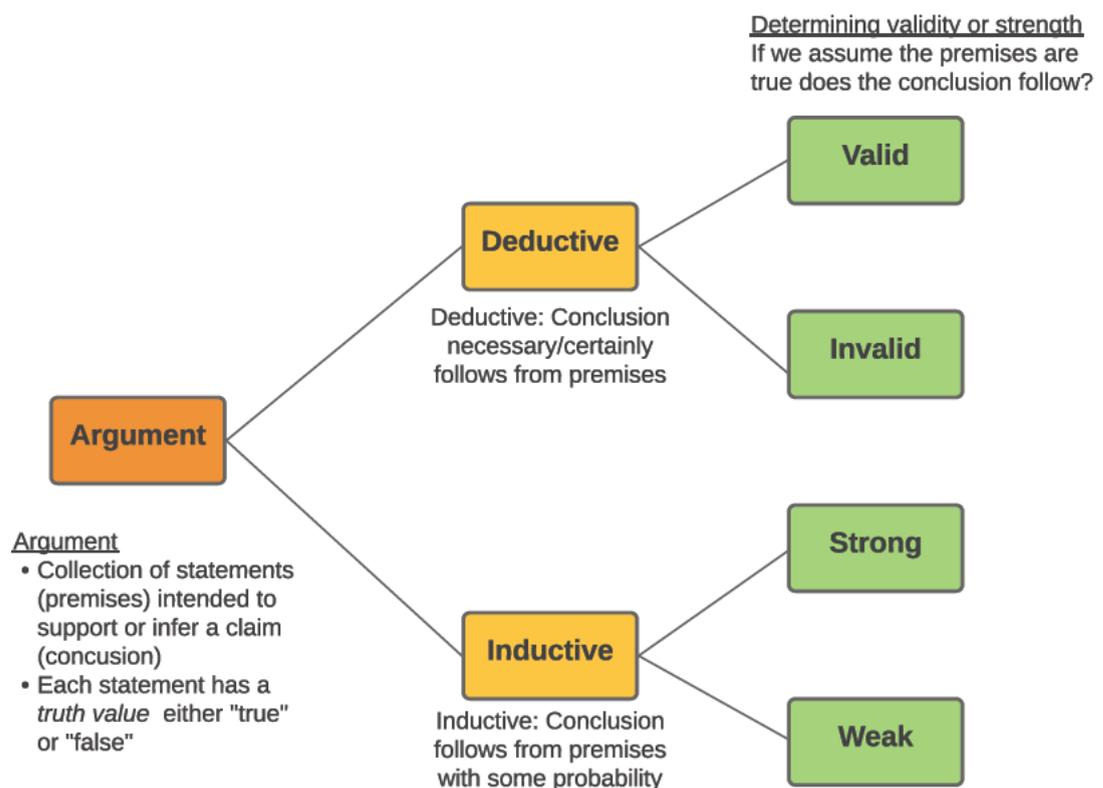 Determining validity or strength
If we assume the premises are
true does the conclusion follow?
Valid
Deductive
Deductive: Conclusion
necessary/certainly
follows from premises
Invalid
Argument
Argument
• Collection of statements
(premises) intended to
support or infer a claim
(concusion)
• Each statement has a
truth value either "true"
or "false"
Strong
Inductive
Inductive: Conclusion
follows from premises
with some probability
Weak